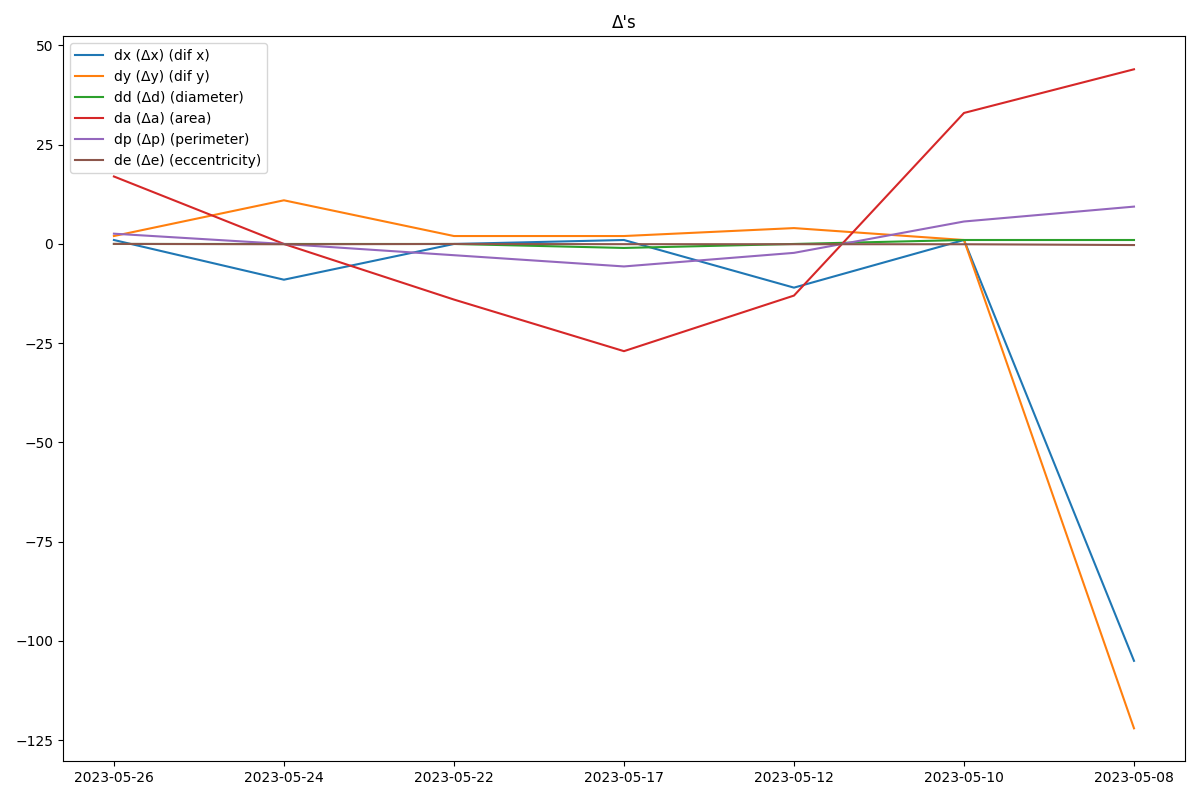 Δ's
dx (Δx) (dif x)
dy (Δy) (dif y)
dd (Δd) (diameter)
da (Δa) (area)
dp (Δp) (perimeter)
de (Δe) (eccentricity)
50
25
0
−25
−50
−75
−100
−125
2023-05-26 2023-05-24 2023-05-22 2023-05-17 2023-05-12 2023-05-10 2023-05-08